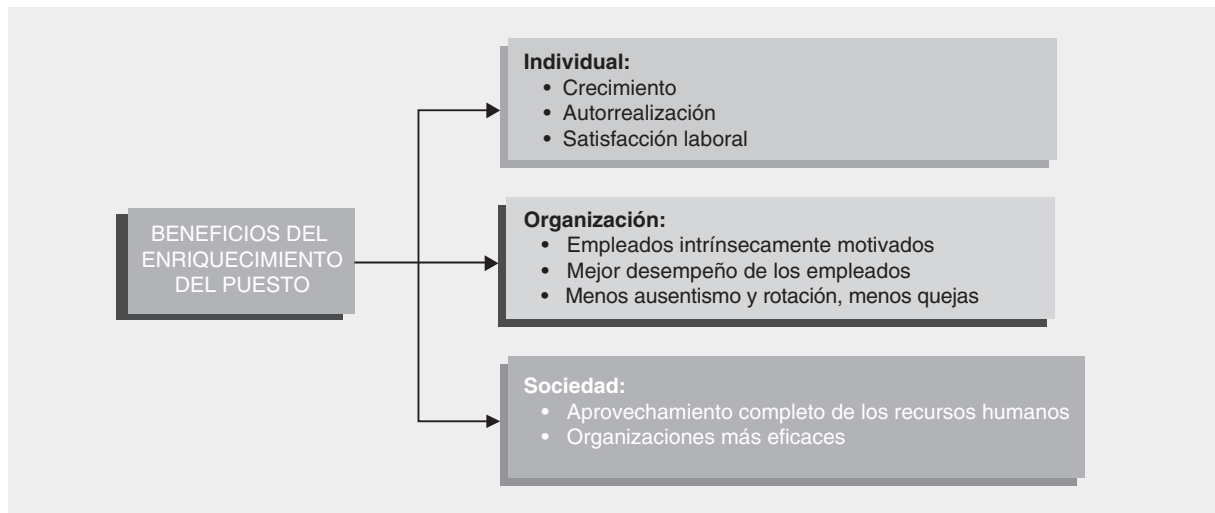 BENEFICIOS DEL
ENRIQUECIMIENTO
DEL PUESTO
Individual:
• Crecimiento
• Autorrealización
• Satisfacción laboral
Organización:
• Empleados intrínsecamente motivados
• Mejor desempeño de los empleados
• Menos ausentismo y rotación, menos quejas
Sociedad:
• Aprovechamiento completo de los recursos humanos
• Organizaciones más eficaces